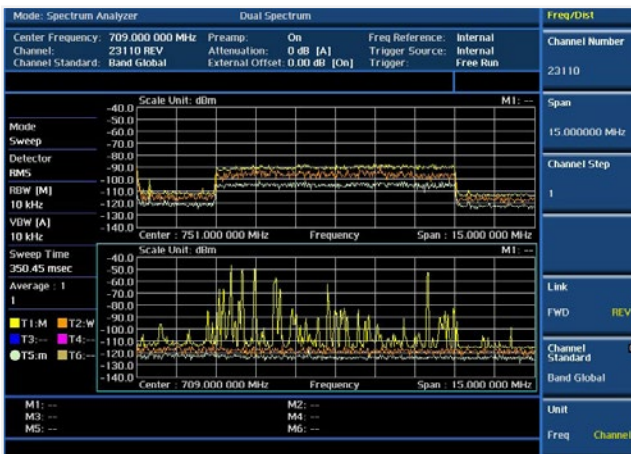 Mode: Spectrum Analyzer Dual Spectrum Freq/Dist
Center Frequency: 709.000 000 MHz Preamp: On Freq Reference: Internal
Channel: 23110 REV Attenuation: 0 dB [A] Trigger Source: Internal
Channel Standard: Band Global External Offset: 0.00 dB [On] Trigger: Free Run
Channel Number
23110
Scale Unit: dBm M1: --
-40.0
-50.0
-60.0
-70.0
-80.0
-90.0
-100.0
-110.0
-120.0
-130.0
-140.0
Center : 751.000 000 MHz Frequency Span : 15.000 000 MHz
Mode
Sweep
Detector
RMS
RBW [M]
10 kHz
VBW [A]
10 kHz
Sweep Time
350.45 msec
Average : 1
1
T1:M T2:W
T3:-- T4:--
T5:m T6:--
Scale Unit: dBm M1: --
-40.0
-50.0
-60.0
-70.0
-80.0
-90.0
-100.0
-110.0
-120.0
-130.0
-140.0
Center : 709.000 000 MHz Frequency Span : 15.000 000 MHz
M1: -- M2: --
M3: -- M4: --
M5: -- M6: --
Span
15.000000 MHz
Channel Step
1
Link
FWD REV
Channel
Standard
Band Global
Unit
Freq Channel